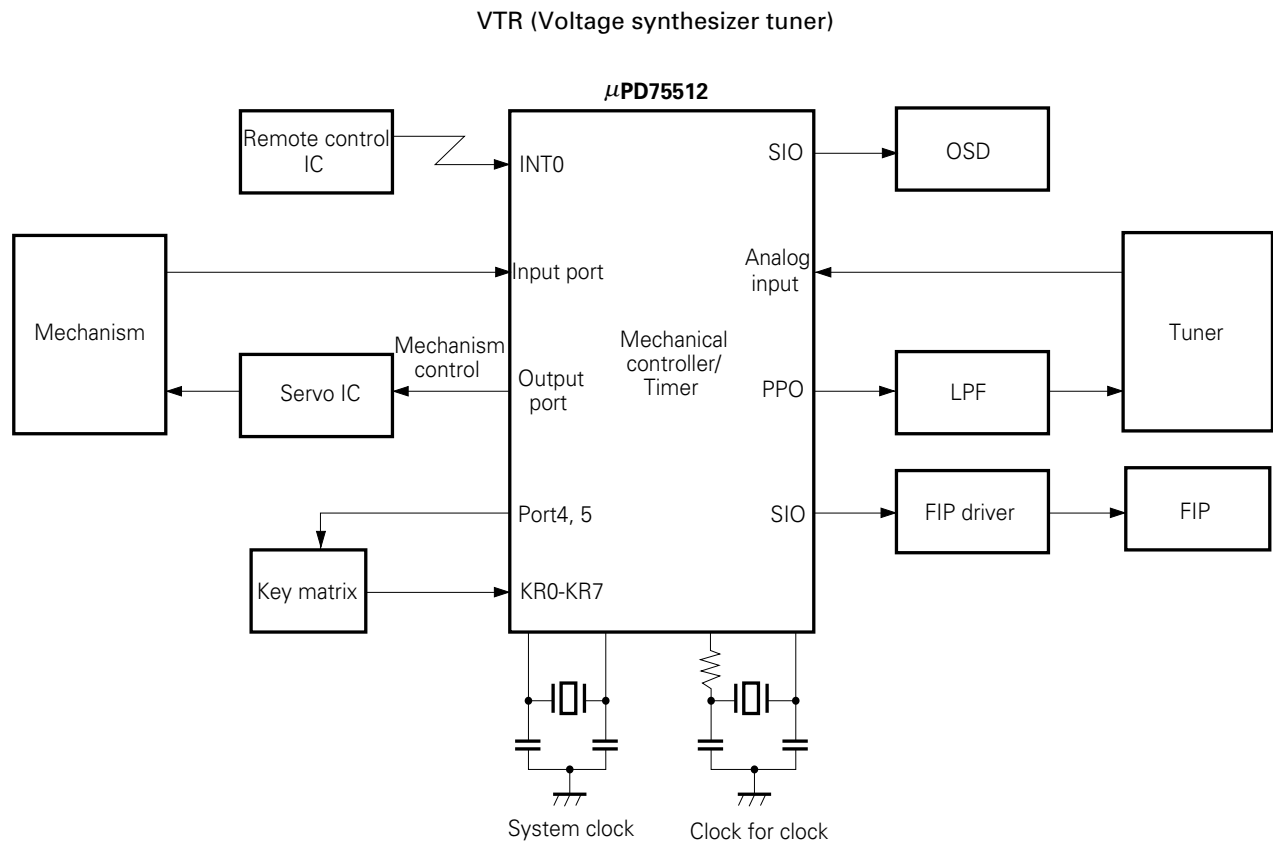 VTR (Voltage synthesizer tuner)
μPD75512
Remote control
IC
INT0
SIO
OSD
Mechanism
Input port
Analog
input
Tuner
Mechanism
control
Servo IC
Output
port
Mechanical
controller/
Timer
PPO
LPF
Port4, 5
SIO
FIP driver
FIP
Key matrix
KR0-KR7
System clock
Clock for clock